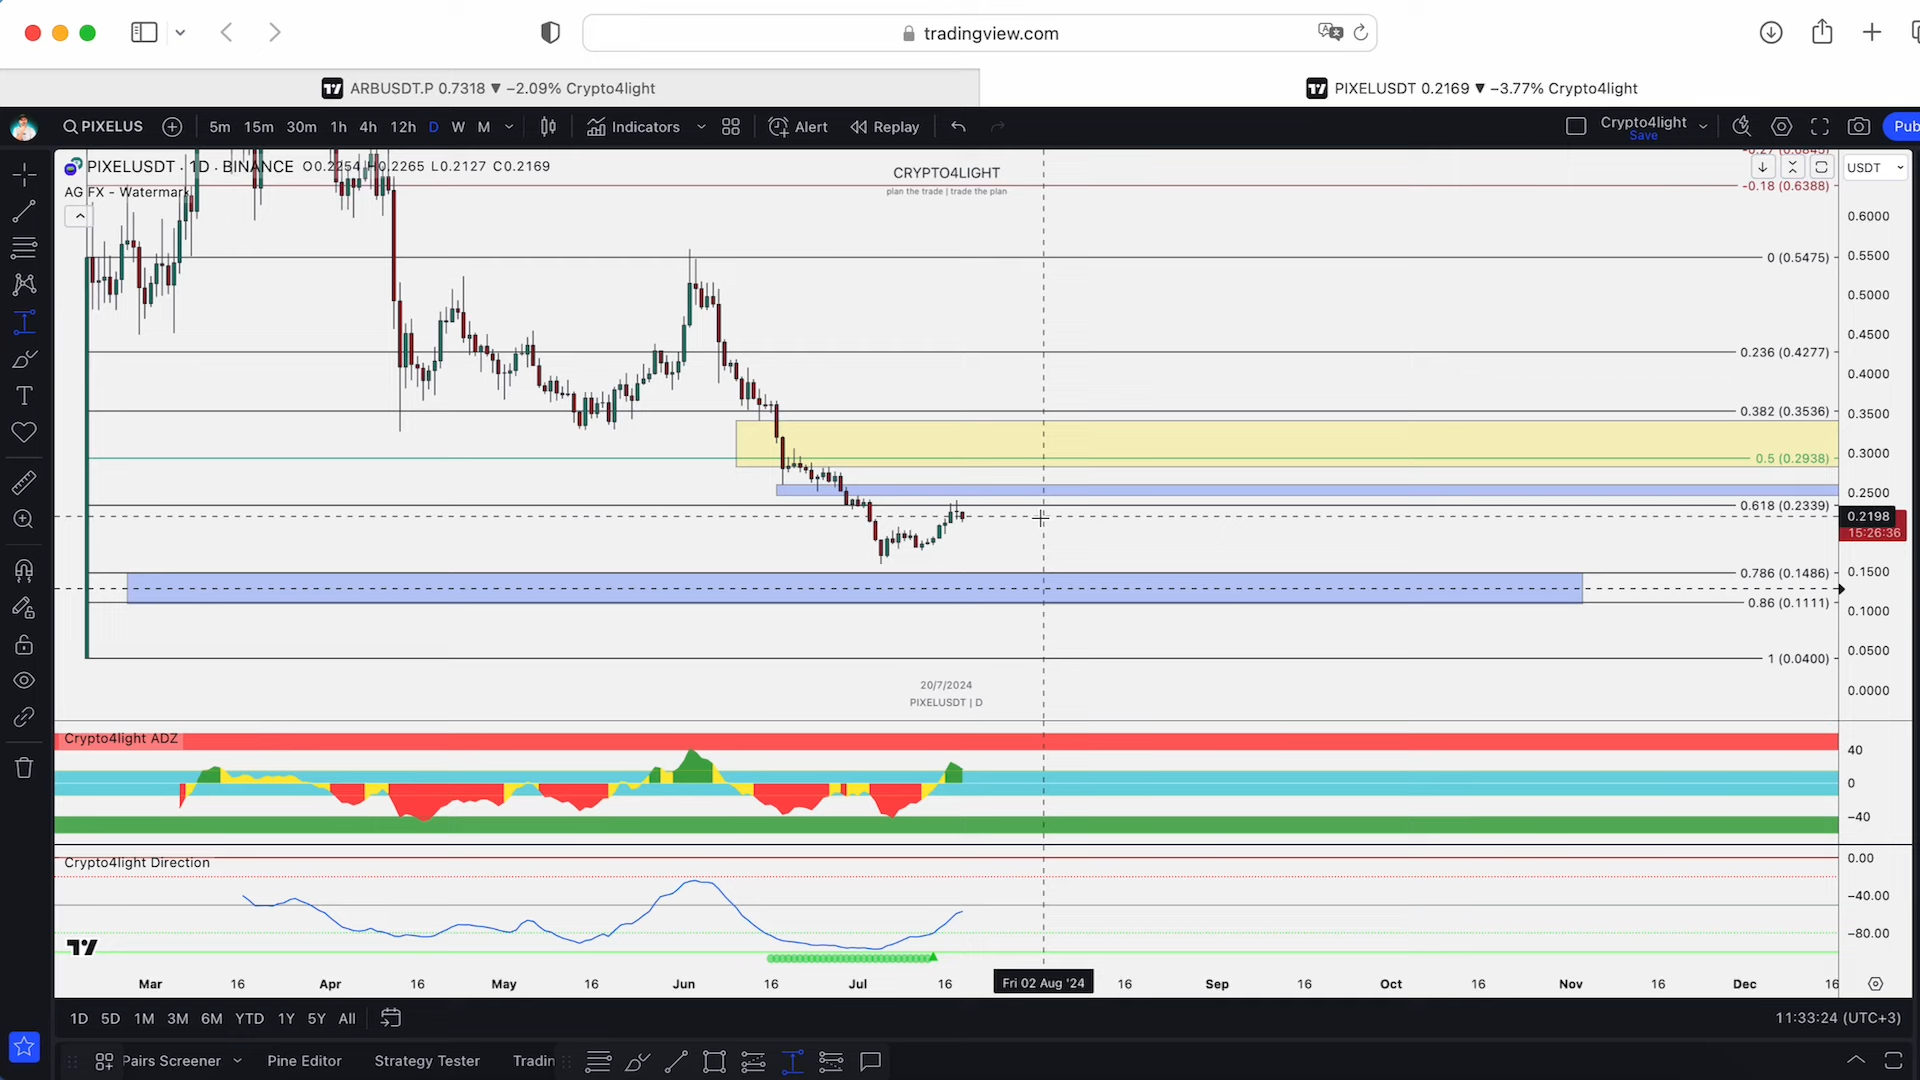 tradingview.com
ARBUSDT.P 0.7318 ▼ −2.09% Crypto4light
PIXELUSDT 0.2169 ▼ −3.77% Crypto4light
PIXELUS
5m 15m 30m 1h 4h 12h D W M
Indicators
Alert
Replay
Crypto4light
Save
Pub
PIXELUSDT · 1D · BINANCE O0.2254 H0.2265 L0.2127 C0.2169
AG FX - Watermark
CRYPTO4LIGHT
plan the trade | trade the plan
USDT
-0.18 (0.6388)
0.6000
0 (0.5475)
0.5500
0.5000
0.4500
0.236 (0.4277)
0.4000
0.382 (0.3536)
0.3500
0.3000
0.5 (0.2938)
0.2500
0.618 (0.2339)
0.2198
15:26:36
0.786 (0.1486)
0.1500
0.86 (0.1111)
0.1000
0.0500
1 (0.0400)
0.0000
20/7/2024
PIXELUSDT | D
Crypto4light ADZ
40
0
−40
Crypto4light Direction
0.00
−40.00
−80.00
Mar 16 Apr 16 May 16 Jun 16 Jul 16 Fri 02 Aug '24 16 Sep 16 Oct 16 Nov 16 Dec 16
1D 5D 1M 3M 6M YTD 1Y 5Y All
11:33:24 (UTC+3)
Pairs Screener
Pine Editor
Strategy Tester
Tradin